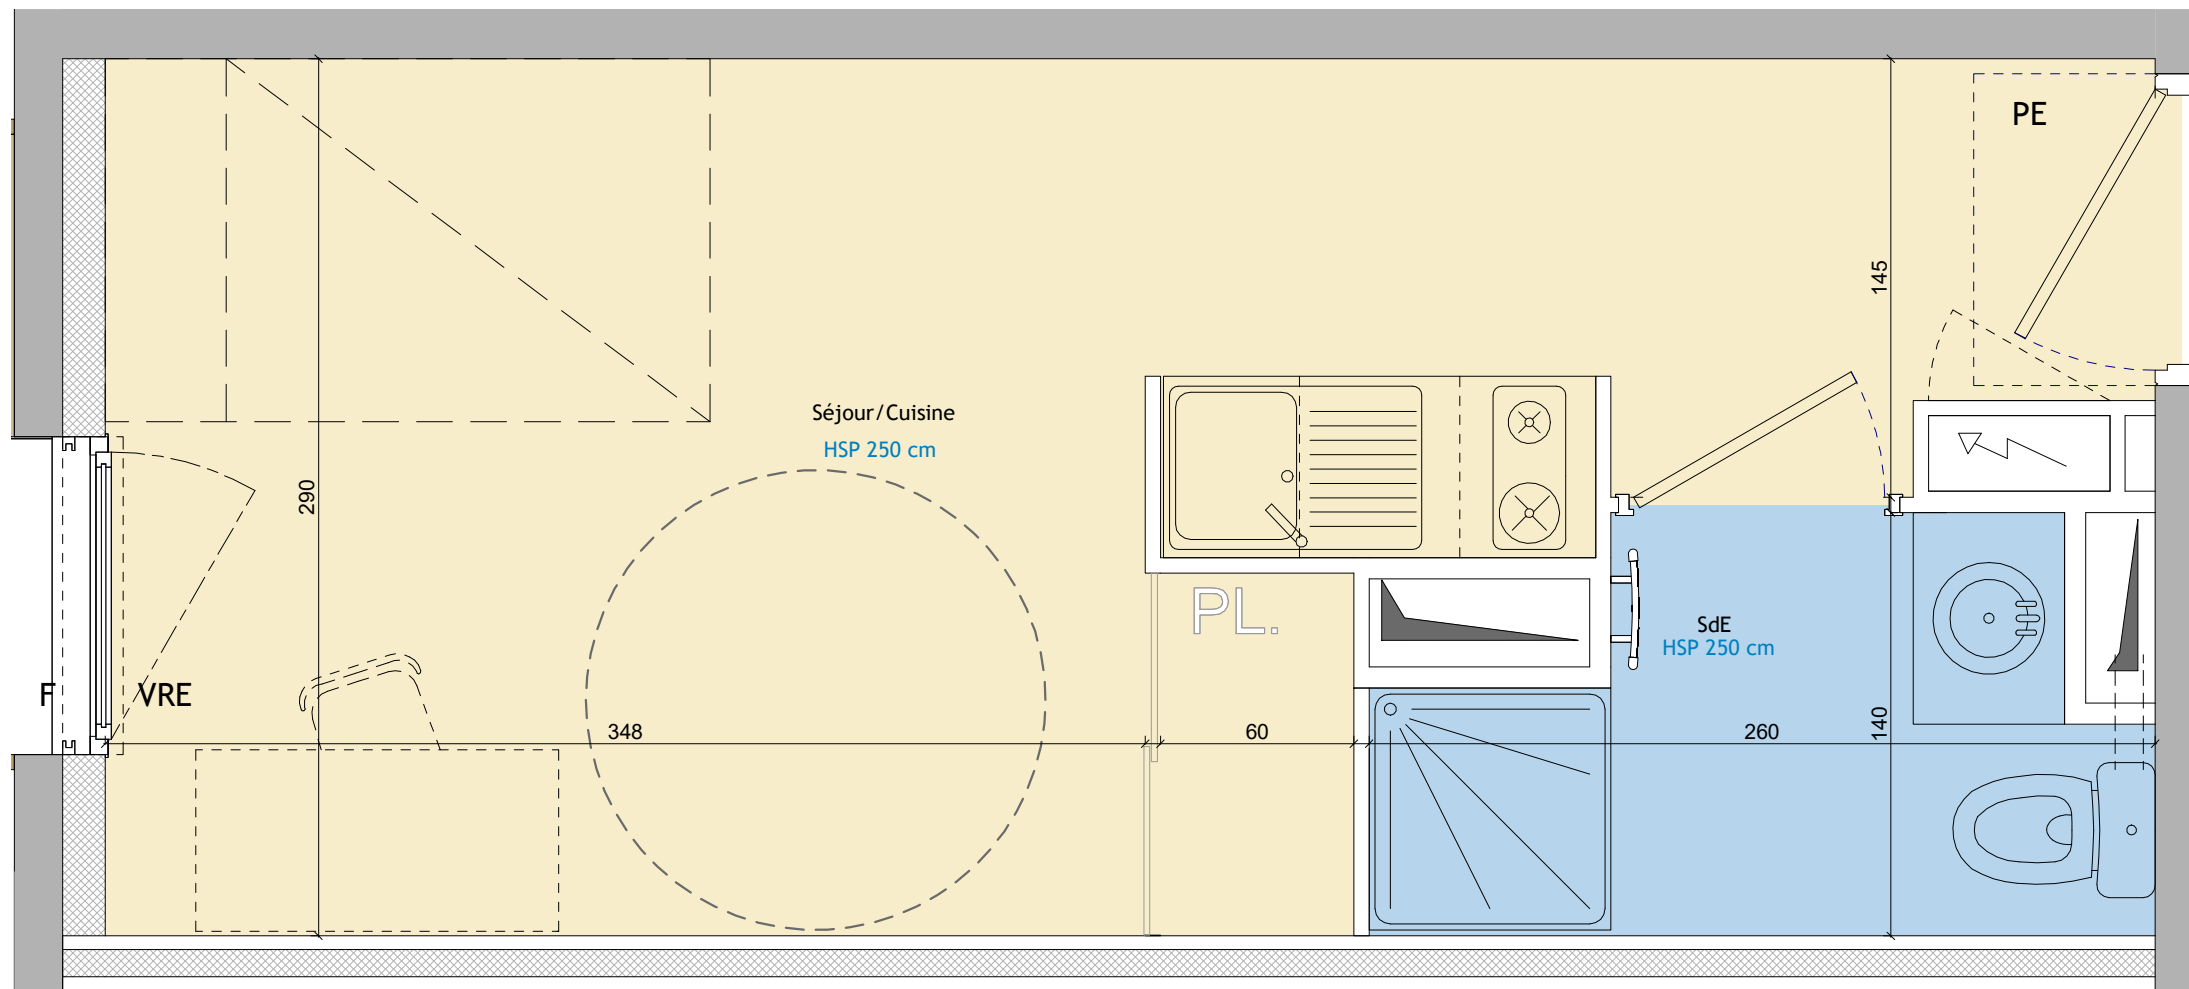 PE
145
Séjour/Cuisine
HSP 250 cm
290
PL.
SdE
HSP 250 cm
F
VRE
348
60
260
140